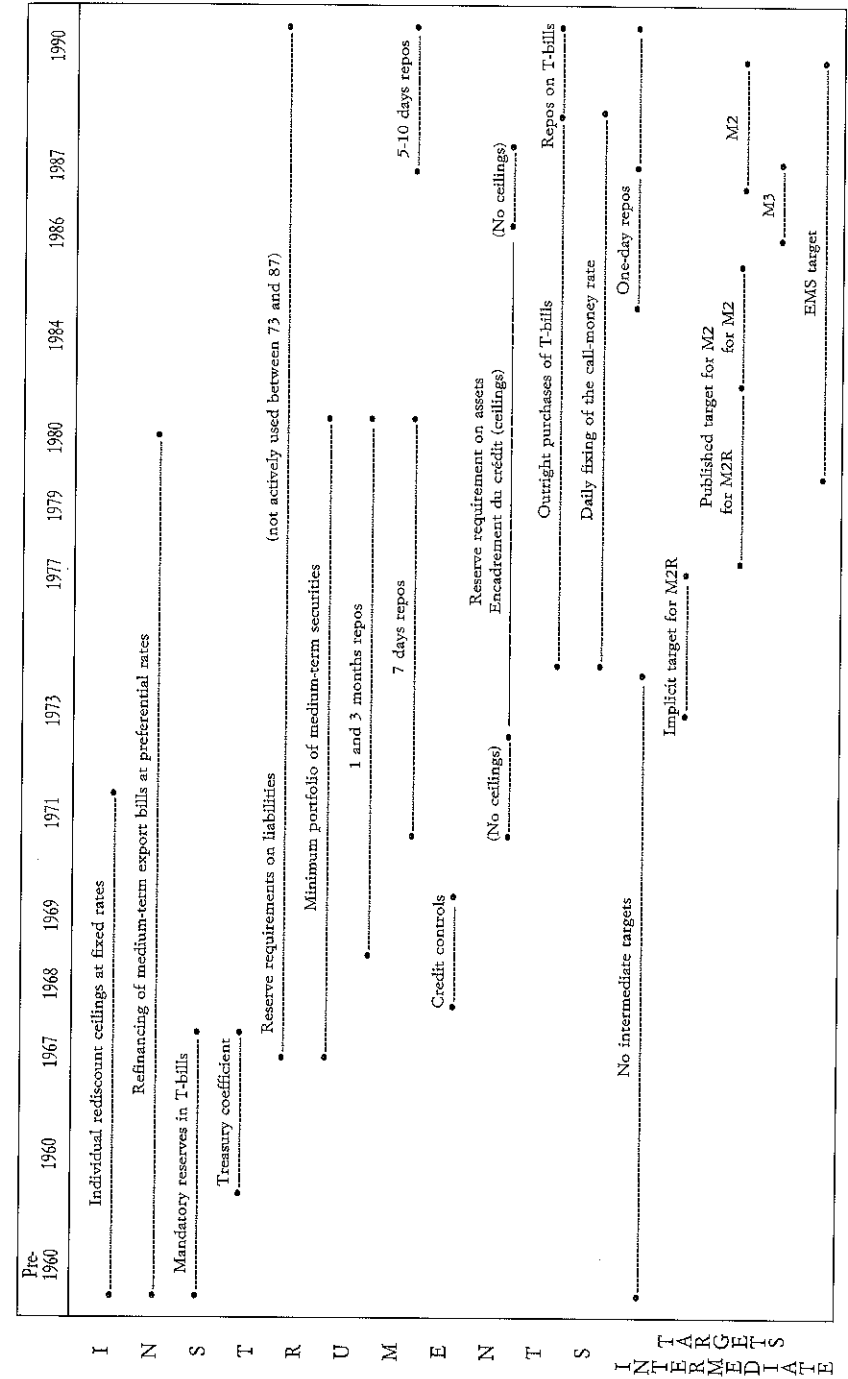 Pre-
1960 1960 1967 1968 1969 1971 1973 1977 1979 1980 1984 1986 1987 1990
INSTRUMENTS
Individual rediscount ceilings at fixed rates
Refinancing of medium-term export bills at preferential rates
Mandatory reserves in T-bills
Treasury coefficient
Reserve requirements on liabilities (not actively used between 73 and 87)
Minimum portfolio of medium-term securities
1 and 3 months repos
7 days repos 5-10 days repos
Credit controls
Reserve requirement on assets
(No ceilings) Encadrement du crédit (ceilings) (No ceilings)
Outright purchases of T-bills Repos on T-bills
Daily fixing of the call-money rate
INTERMEDIATE
TARGETS
No intermediate targets One-day repos
Implicit target for M2R
Published target for M2
for M2R for M2 M2
M3
EMS target